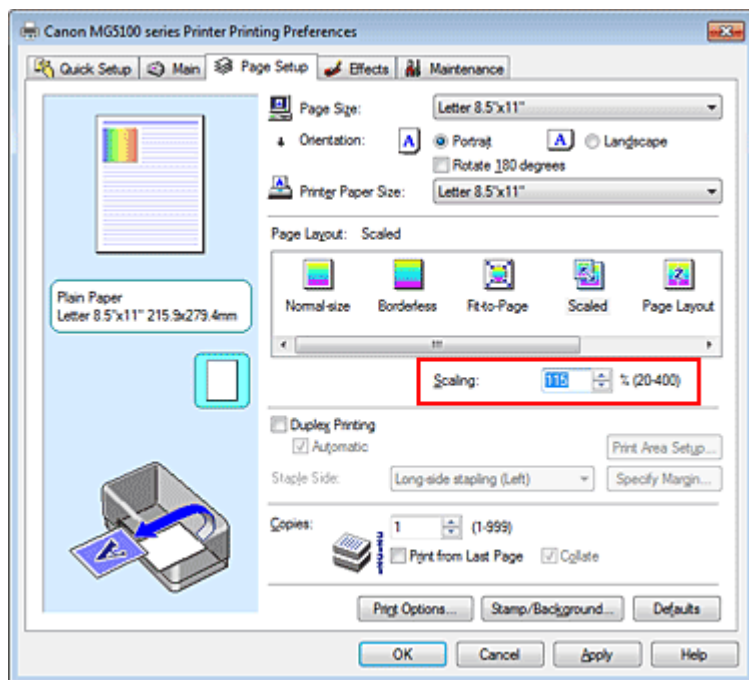 Canon MG5100 series Printer Printing Preferences
Quick Setup Main Page Setup Effects Maintenance
Page Size: Letter 8.5"x11"
Orientation: A Portrait A Landscape
Rotate 180 degrees
Printer Paper Size: Letter 8.5"x11"
Page Layout: Scaled
Normal-size Borderless Fit-to-Page Scaled Page Layout
Plain Paper
Letter 8.5"x11" 215.9x279.4mm
Scaling: 115 % (20-400)
Duplex Printing
Automatic
Print Area Setup...
Staple Side: Long-side stapling (Left) Specify Margin...
Copies: 1 (1-999)
Print from Last Page Collate
Print Options... Stamp/Background... Defaults
OK Cancel Apply Help